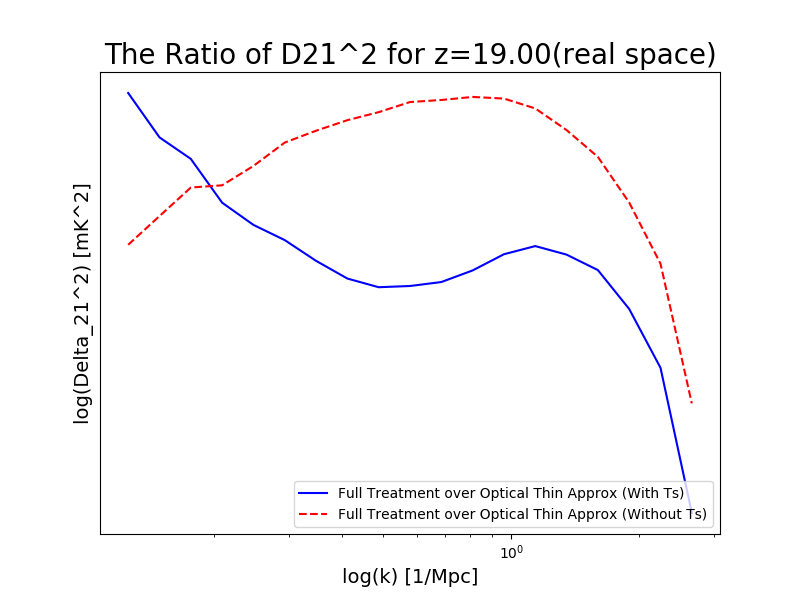 The Ratio of D21^2 for z=19.00(real space)
log(Delta_21^2) [mK^2]
Full Treatment over Optical Thin Approx (With Ts)
Full Treatment over Optical Thin Approx (Without Ts)
10^0
log(k) [1/Mpc]